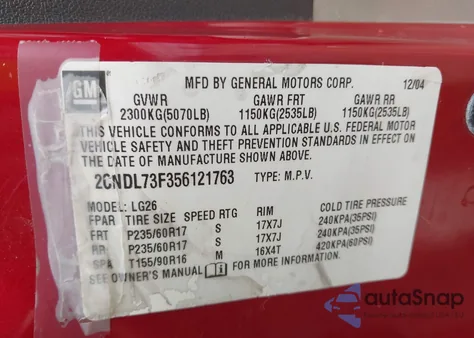 GM
MFD BY GENERAL MOTORS CORP. 12/04
GVWR GAWR FRT GAWR RR
2300KG(5070LB) 1150KG(2535LB) 1150KG(2535LB)
THIS VEHICLE CONFORMS TO ALL APPLICABLE U.S. FEDERAL MOTOR
VEHICLE SAFETY AND THEFT PREVENTION STANDARDS IN EFFECT ON
THE DATE OF MANUFACTURE SHOWN ABOVE.
2CNDL73F356121763 TYPE: M.P.V.
MODEL: LG26
FPAR TIRE SIZE SPEED RTG RIM COLD TIRE PRESSURE
FRT P235/60R17 S 17X7J 240KPA(35PSI)
RR P235/60R17 S 17X7J 240KPA(35PSI)
SPA T155/90R16 M 16X4T 420KPA(60PSI)
SEE OWNER'S MANUAL FOR MORE INFORMATION.
autoSnap